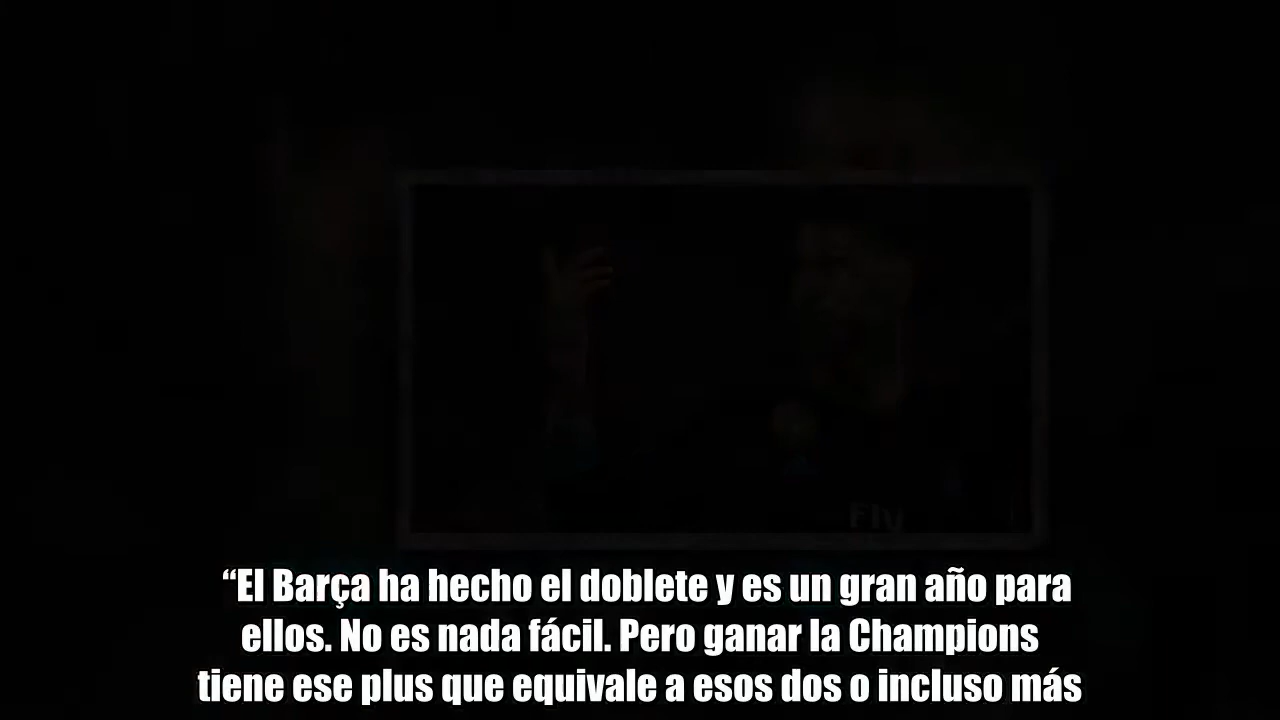 Fly
“El Barça ha hecho el doblete y es un gran año para
ellos. No es nada fácil. Pero ganar la Champions
tiene ese plus que equivale a esos dos o incluso más